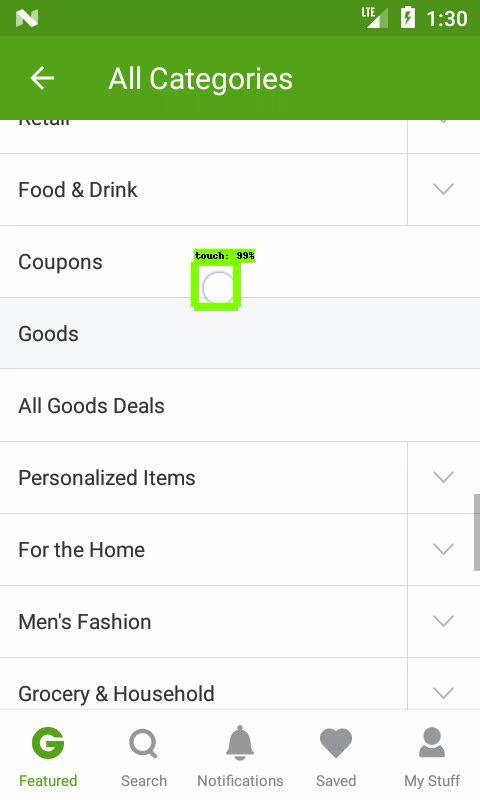 LTE 1:30
All Categories
Retail
Food & Drink
touch: 99%
Coupons
Goods
All Goods Deals
Personalized Items
For the Home
Men's Fashion
Grocery & Household
Featured Search Notifications Saved My Stuff